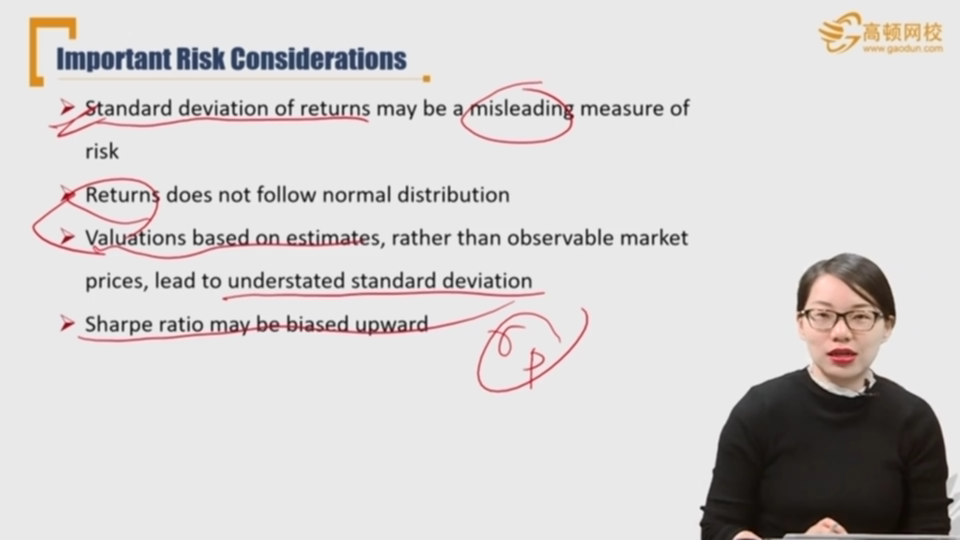 高顿网校
www.gaodun.com
Important Risk Considerations
Standard deviation of returns may be a misleading measure of
risk
Returns does not follow normal distribution
Valuations based on estimates, rather than observable market
prices, lead to understated standard deviation
Sharpe ratio may be biased upward
σp